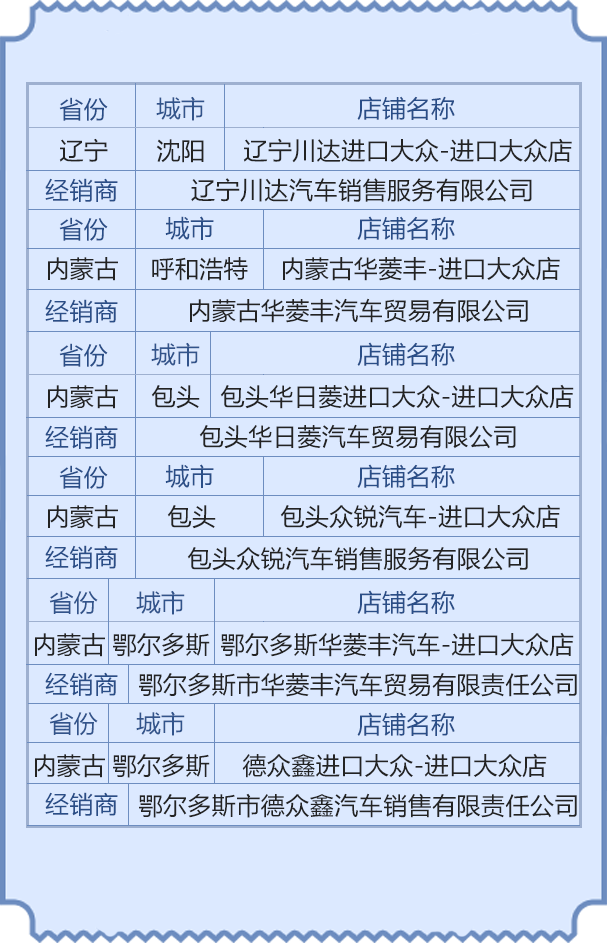 省份 城市 店铺名称
辽宁 沈阳 辽宁川达进口大众-进口大众店
经销商 辽宁川达汽车销售服务有限公司
省份 城市 店铺名称
内蒙古 呼和浩特 内蒙古华菱丰-进口大众店
经销商 内蒙古华菱丰汽车贸易有限公司
省份 城市 店铺名称
内蒙古 包头 包头华日菱进口大众-进口大众店
经销商 包头华日菱汽车贸易有限公司
省份 城市 店铺名称
内蒙古 包头 包头众锐汽车-进口大众店
经销商 包头众锐汽车销售服务有限公司
省份 城市 店铺名称
内蒙古 鄂尔多斯 鄂尔多斯华菱丰汽车-进口大众店
经销商 鄂尔多斯市华菱丰汽车贸易有限责任公司
省份 城市 店铺名称
内蒙古 鄂尔多斯 德众鑫进口大众-进口大众店
经销商 鄂尔多斯市德众鑫汽车销售有限责任公司